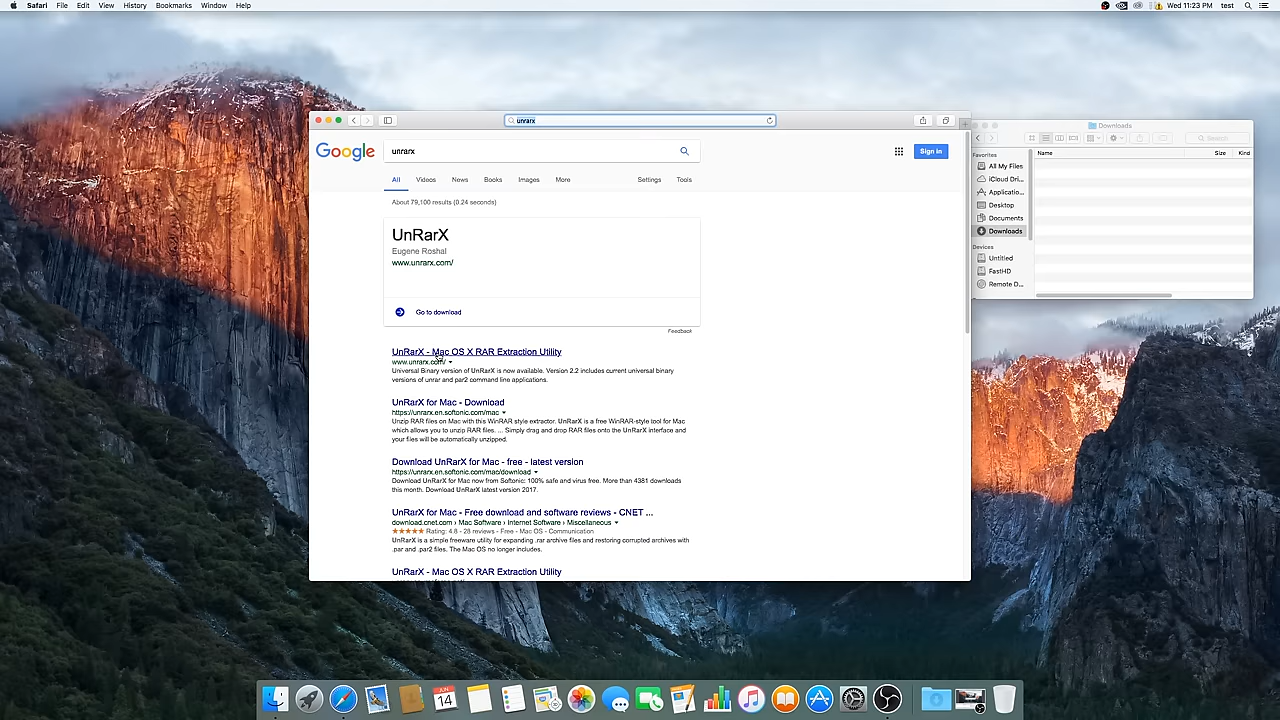 Safari File Edit View History Bookmarks Window Help
Wed 11:23 PM test
unrarx
Google
unrarx
Sign In
All Videos News Books Images More Settings Tools
About 79,100 results (0.24 seconds)
UnRarX
Eugene Roshal
www.unrarx.com/
Go to download
Feedback
UnRarX - Mac OS X RAR Extraction Utility
www.unrarx.com/
Universal Binary version of UnRarX is now available. Version 2.2 includes current universal binary
versions of unrar and par2 command line applications.
UnRarX for Mac - Download
https://unrarx.en.softonic.com/mac
Unzip RAR files on Mac with this WinRAR style extractor. UnRarX is a free WinRAR-style tool for Mac
which allows you to unzip RAR files. ... Simply drag and drop RAR files onto the UnRarX interface and
your files will be automatically unzipped.
Download UnRarX for Mac - free - latest version
https://unrarx.en.softonic.com/mac/download
Download UnRarX for Mac now from Softonic: 100% safe and virus free. More than 4381 downloads
this month. Download UnRarX latest version 2017.
UnRarX for Mac - Free download and software reviews - CNET ...
download.cnet.com › Mac Software › Internet Software › Miscellaneous
Rating: 4.8 - 28 reviews - Free - Mac OS - Communication
UnRarX is a simple freeware utility for expanding .rar archive files and restoring corrupted archives with
.par and .par2 files. The Mac OS no longer includes.
UnRarX - Mac OS X RAR Extraction Utility
Downloads
Search
Favorites
Name Size Kind
All My Files
iCloud Dri...
Applicatio...
Desktop
Documents
Downloads
Devices
Untitled
FastHD
Remote D...
JUN
14